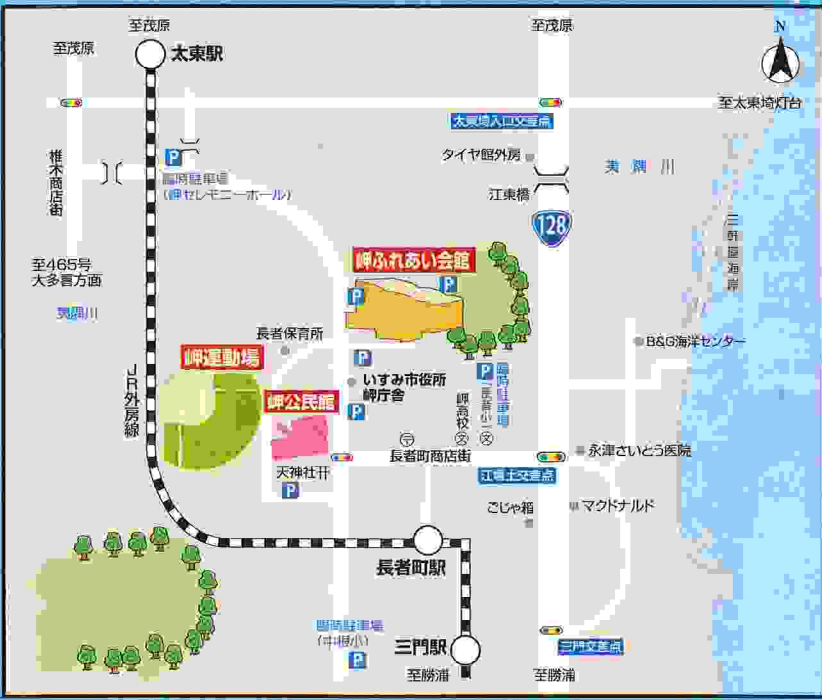 至茂原
至茂原
太東駅
至茂原
N
至太東埼灯台
太東埼入口交差点
タイヤ館外房
江東橋
夷隅川
128
椎木商店街
P
臨時駐車場
(岬セレモニーホール)
三軒屋海岸
至465号
大多喜方面
夷隅川
岬ふれあい会館
P
P
長者保育所
岬運動場
B&G海洋センター
JR外房線
P
いすみ市役所
岬庁舎
P
P
臨時駐車場
岬高校
岬公民館
文
文
長者町商店街
永津さいとう医院
天神社
P
江場土交差点
ごじゃ箱
マクドナルド
長者町駅
臨時駐車場
(中根小)
P
三門駅
三門交差点
至勝浦
至勝浦